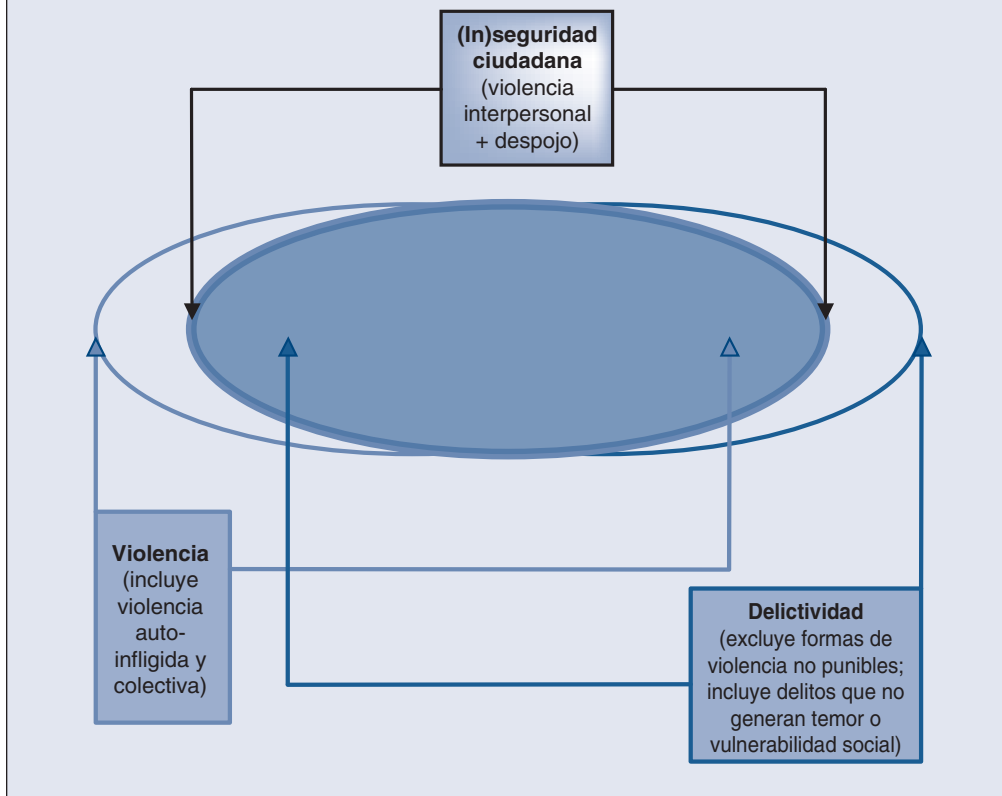 (In)seguridad
ciudadana
(violencia
interpersonal
+ despojo)
Violencia
(incluye
violencia
auto-
infligida y
colectiva)
Delictividad
(excluye formas de
violencia no punibles;
incluye delitos que no
generan temor o
vulnerabilidad social)